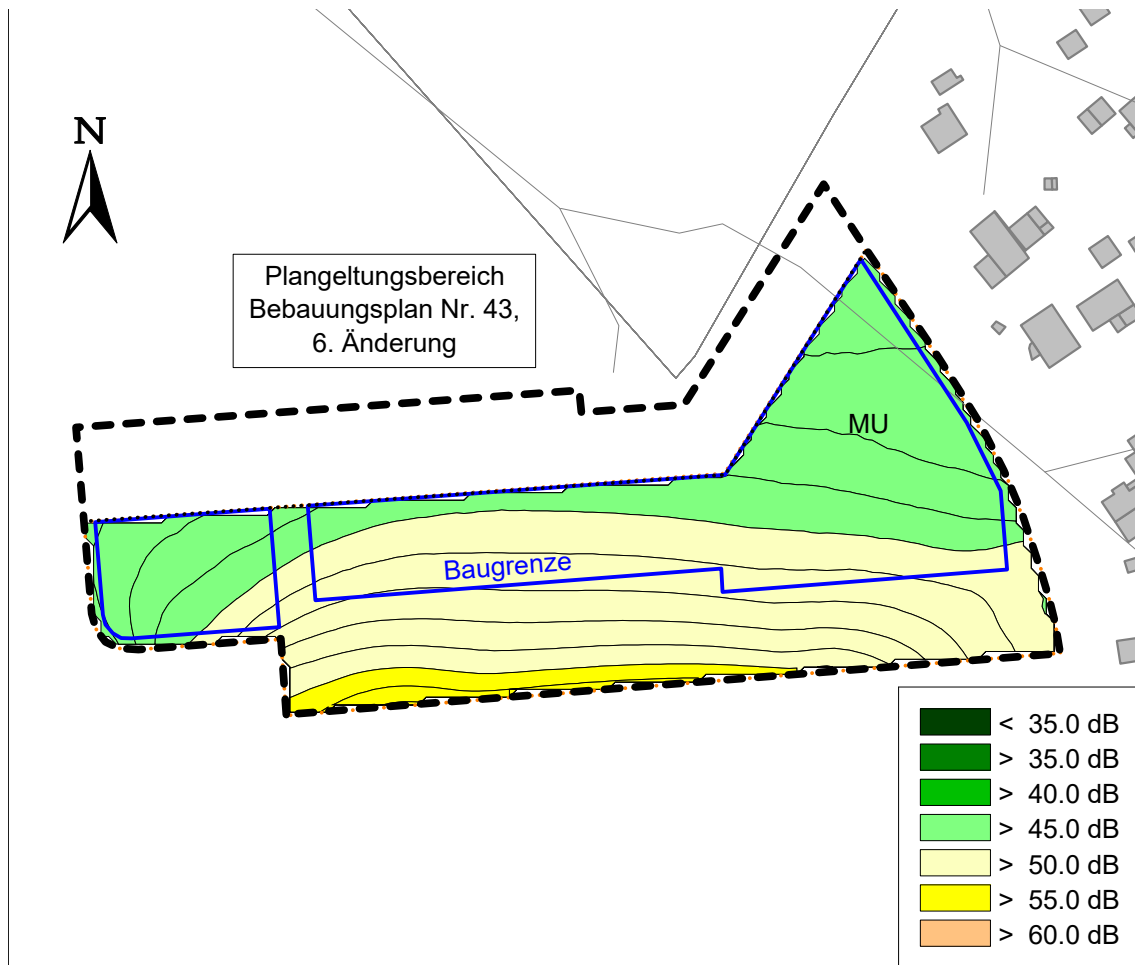 N
Plangeltungsbereich
Bebauungsplan Nr. 43,
6. Änderung
MU
Baugrenze
< 35.0 dB
> 35.0 dB
> 40.0 dB
> 45.0 dB
> 50.0 dB
> 55.0 dB
> 60.0 dB